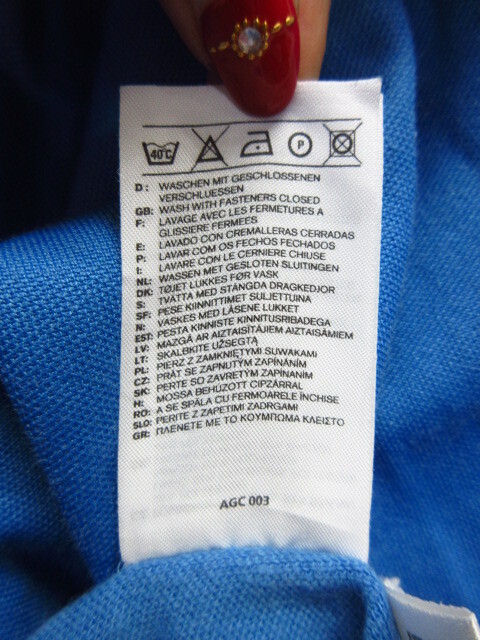 40°C P
D: WASCHEN MIT GESCHLOSSENEN
VERSCHLUESSEN
GB: WASH WITH FASTENERS CLOSED
F: LAVAGE AVEC LES FERMETURES A
GLISSIERE FERMEES
E: LAVADO CON CREMALLERAS CERRADAS
P: LAVAR COM OS FECHOS FECHADOS
I: LAVARE CON LE CERNIERE CHIUSE
NL: WASSEN MET GESLOTEN SLUITINGEN
DK: TØJET LUKKES FØR VASK
S: TVÄTTA MED STÄNGDA DRAGKEDJOR
SF: PESE KIINNITTIMET SULJETTUINA
N: VASKES MED LÅSENE LUKKET
EST: PESTA KINNISTE KINNITUSRIBADEGA
LV: MAZGĀ AR AIZTAISĪTĀJIEM AIZTAISĀMIEM
LT: SKALBKITE UŽSEGTĄ
PL: PIERZ Z ZAMKNIĘTYMI SUWAKAMI
CZ: PRÁT SE ZAPNUTÝM ZAPÍNÁNÍM
SK: PERTE SO ZAVRETÝM ZAPÍNANÍM
H: MOSSA BEHÚZOTT CIPZÁRRAL
RO: A SE SPĂLA CU FERMOARELE ÎNCHISE
SLO: PERITE Z ZAPETIMI ZADRGAMI
GR: ΠΛΕΝΕΤΕ ΜΕ ΤΟ ΚΟΥΜΠΩΜΑ ΚΛΕΙΣΤΟ
AGC 003